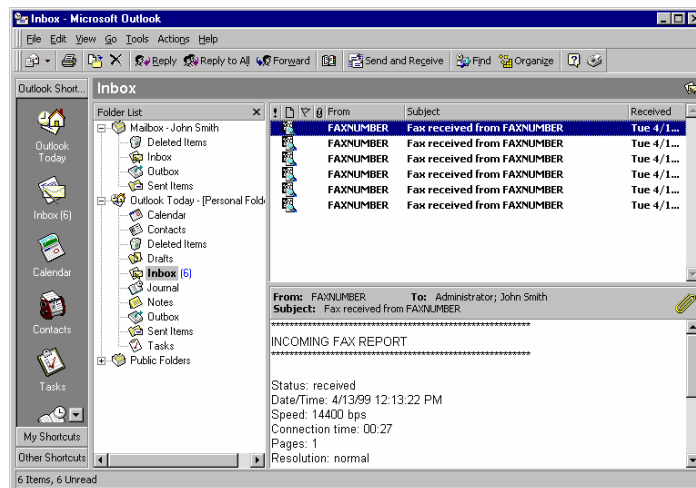 Inbox - Microsoft Outlook
File Edit View Go Tools Actions Help
Reply Reply to All Forward Send and Receive Find Organize
Outlook Short...
Inbox
Outlook
Today
Inbox (6)
Calendar
Contacts
Tasks
My Shortcuts
Other Shortcuts
Folder List
Mailbox - John Smith
Deleted Items
Inbox
Outbox
Sent Items
Outlook Today - [Personal Fold
Calendar
Contacts
Deleted Items
Drafts
Inbox (6)
Journal
Notes
Outbox
Sent Items
Tasks
Public Folders
From Subject Received
FAXNUMBER Fax received from FAXNUMBER Tue 4/1...
FAXNUMBER Fax received from FAXNUMBER Tue 4/1...
FAXNUMBER Fax received from FAXNUMBER Tue 4/1...
FAXNUMBER Fax received from FAXNUMBER Tue 4/1...
FAXNUMBER Fax received from FAXNUMBER Tue 4/1...
FAXNUMBER Fax received from FAXNUMBER Tue 4/1...
From: FAXNUMBER To: Administrator; John Smith
Subject: Fax received from FAXNUMBER
INCOMING FAX REPORT
Status: received
Date/Time: 4/13/99 12:13:22 PM
Speed: 14400 bps
Connection time: 00:27
Pages: 1
Resolution: normal
6 Items, 6 Unread